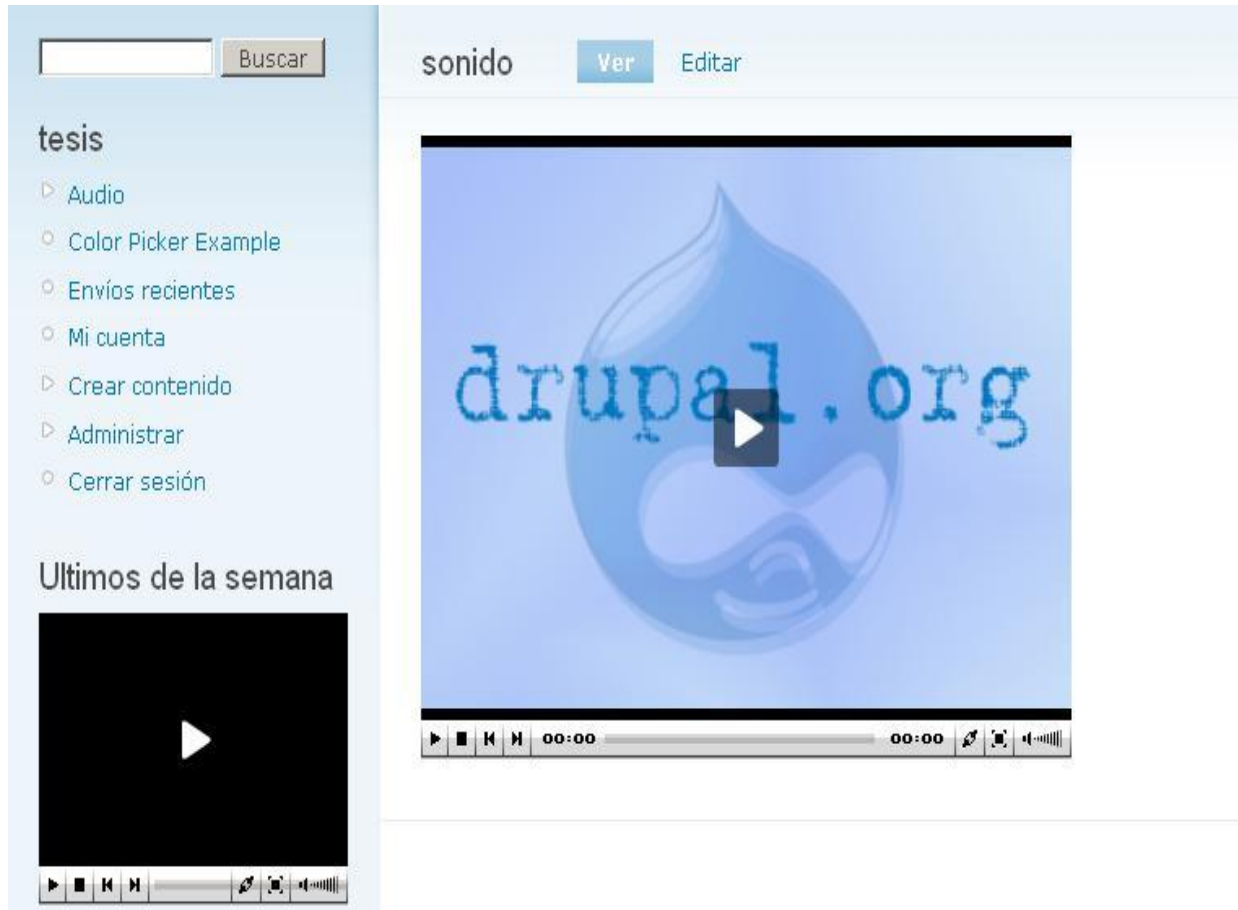 Buscar
tesis
Audio
Color Picker Example
Envíos recientes
Mi cuenta
Crear contenido
Administrar
Cerrar sesión
Ultimos de la semana
sonido Ver Editar
drupal.org
00:00 00:00